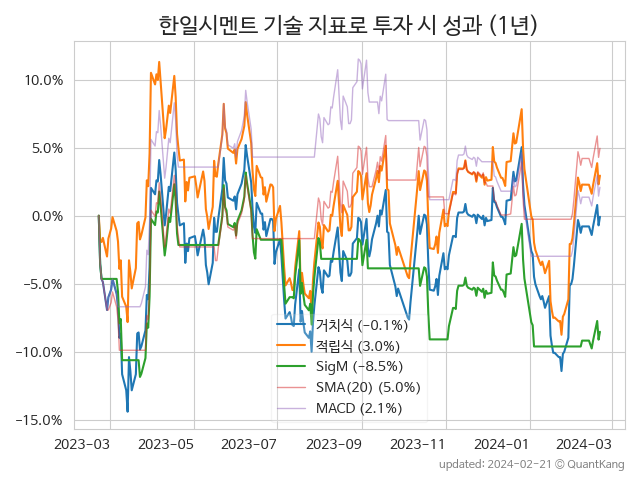 한일시멘트 기술 지표로 투자 시 성과 (1년)
10.0%
5.0%
0.0%
−5.0%
−10.0%
−15.0%
거치식 (−0.1%)
적립식 (3.0%)
SigM (−8.5%)
SMA(20) (5.0%)
MACD (2.1%)
2023-03 2023-05 2023-07 2023-09 2023-11 2024-01 2024-03
updated: 2024-02-21 © QuantKang